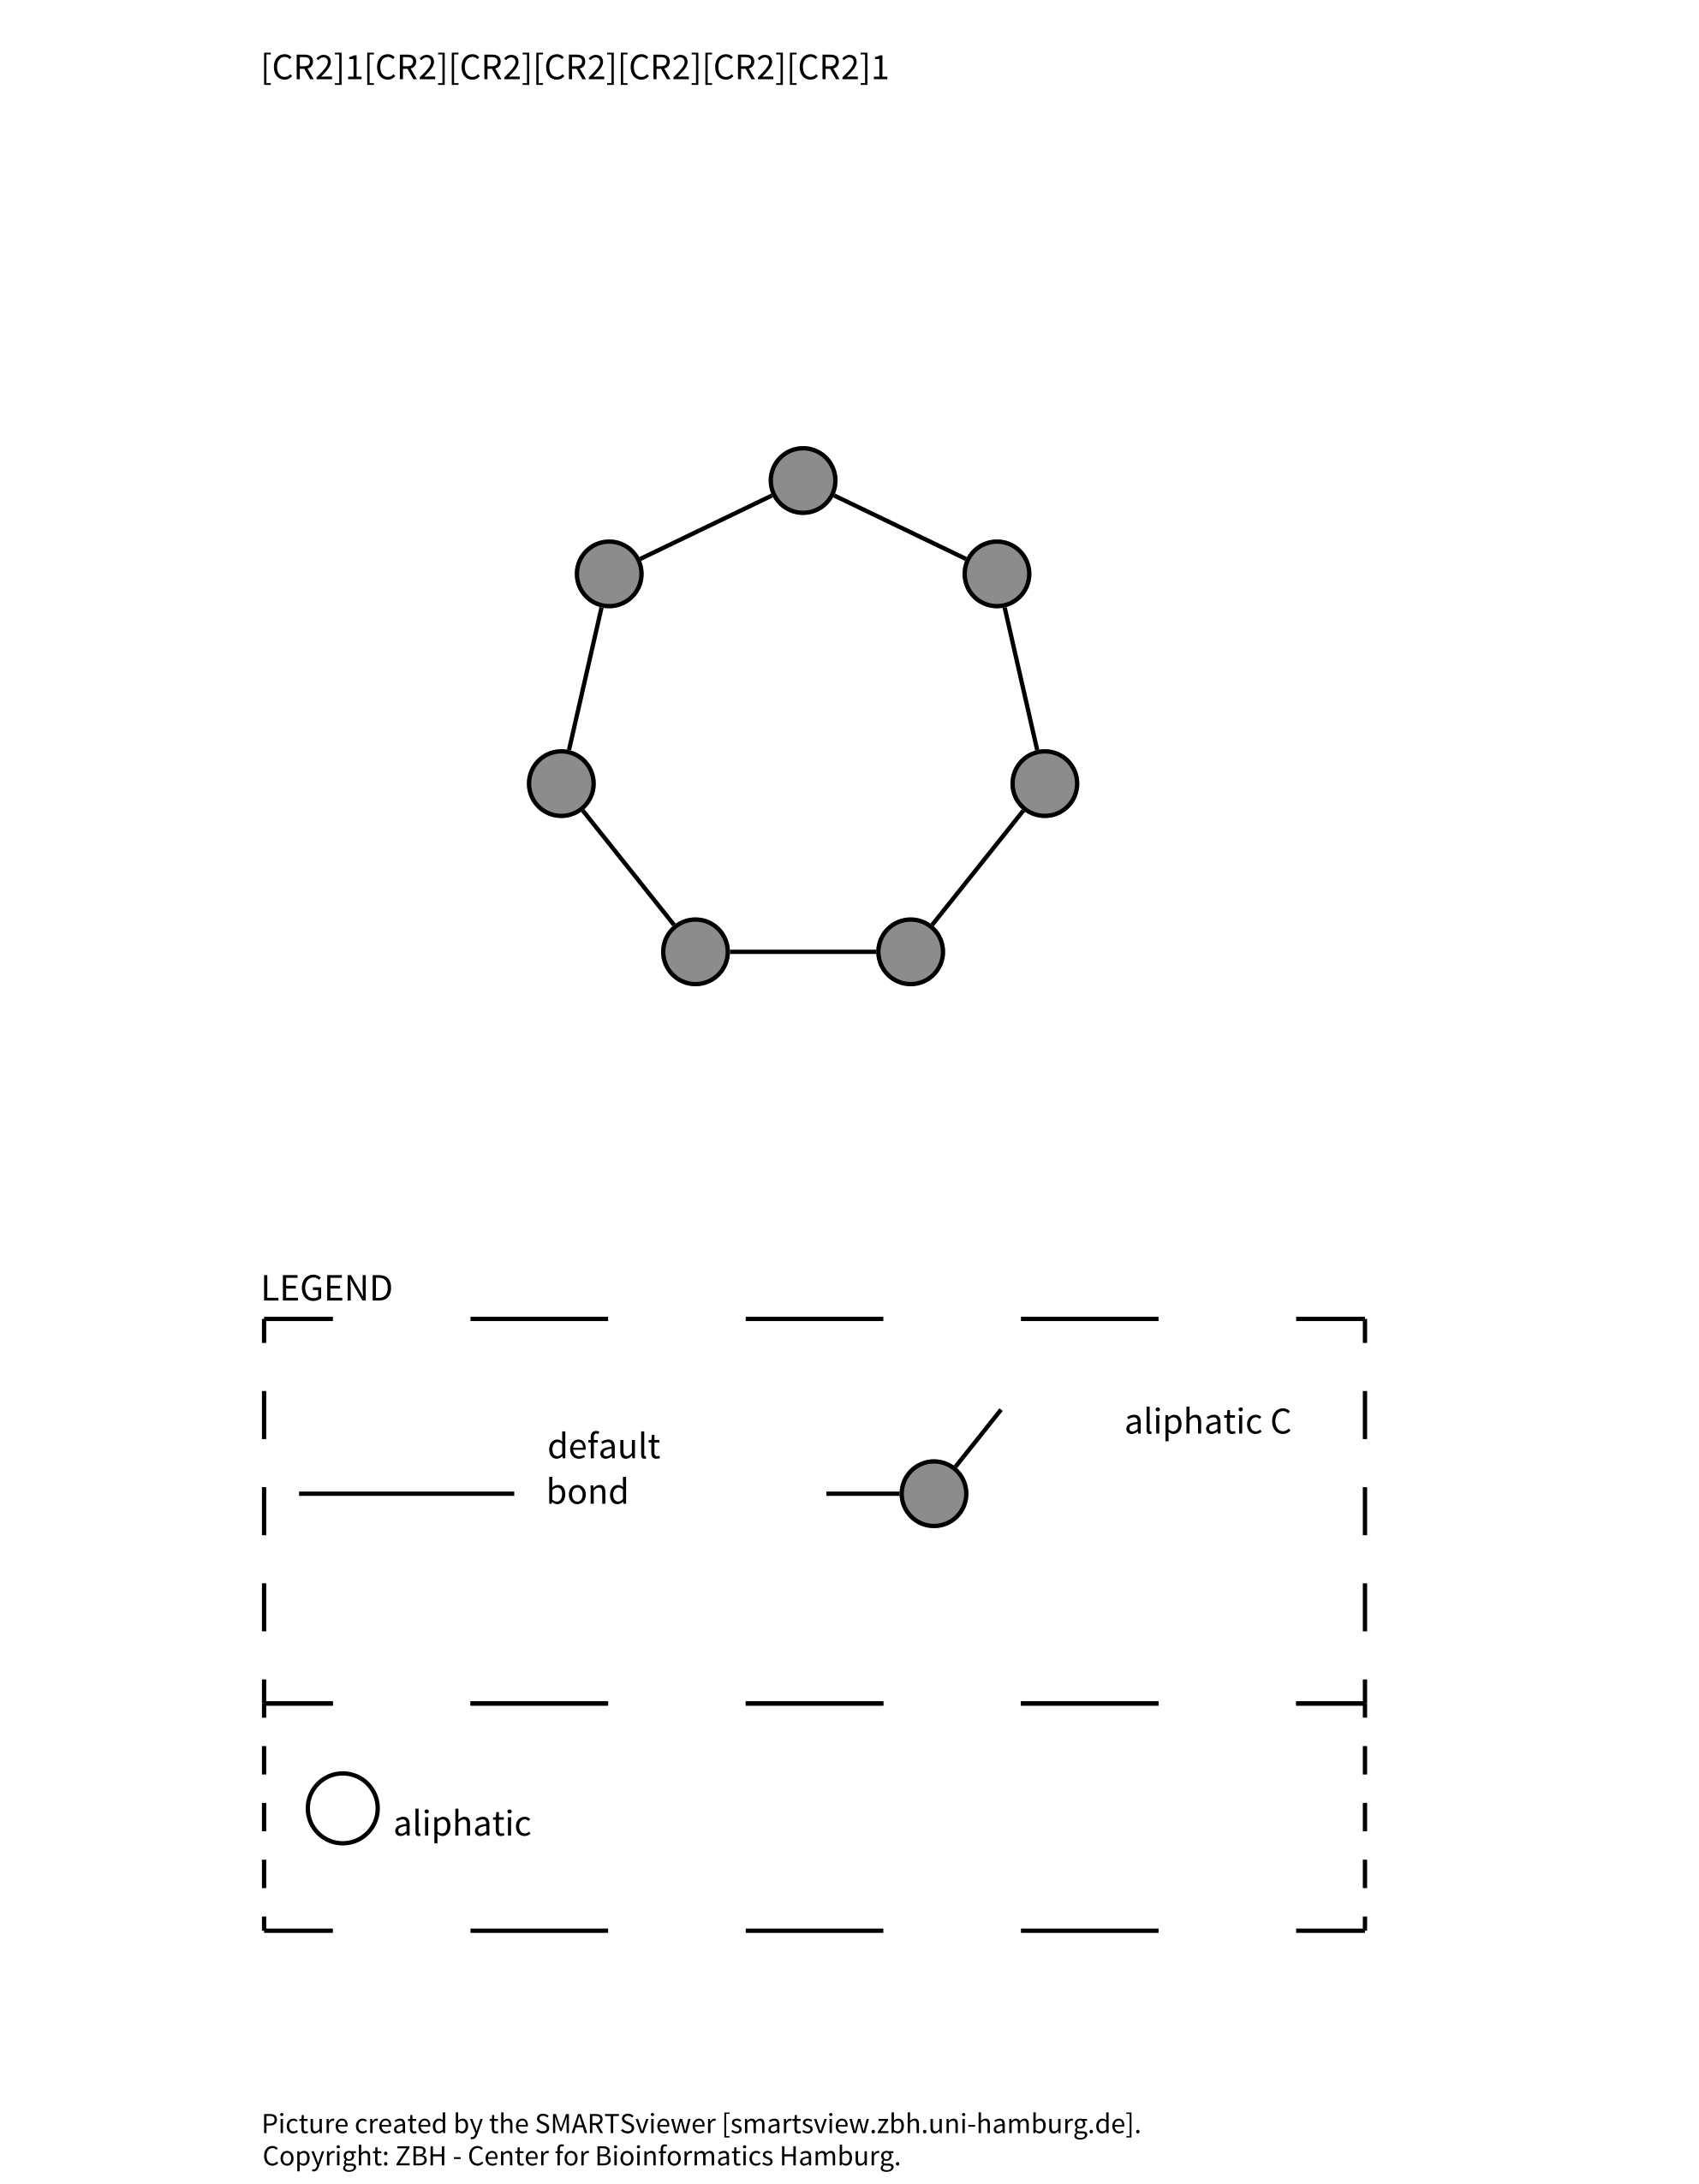 [CR2]1[CR2][CR2][CR2][CR2][CR2][CR2]1
LEGEND
default
bond
aliphatic C
aliphatic
Picture created by the SMARTSviewer [smartsview.zbh.uni-hamburg.de].
Copyright: ZBH - Center for Bioinformatics Hamburg.